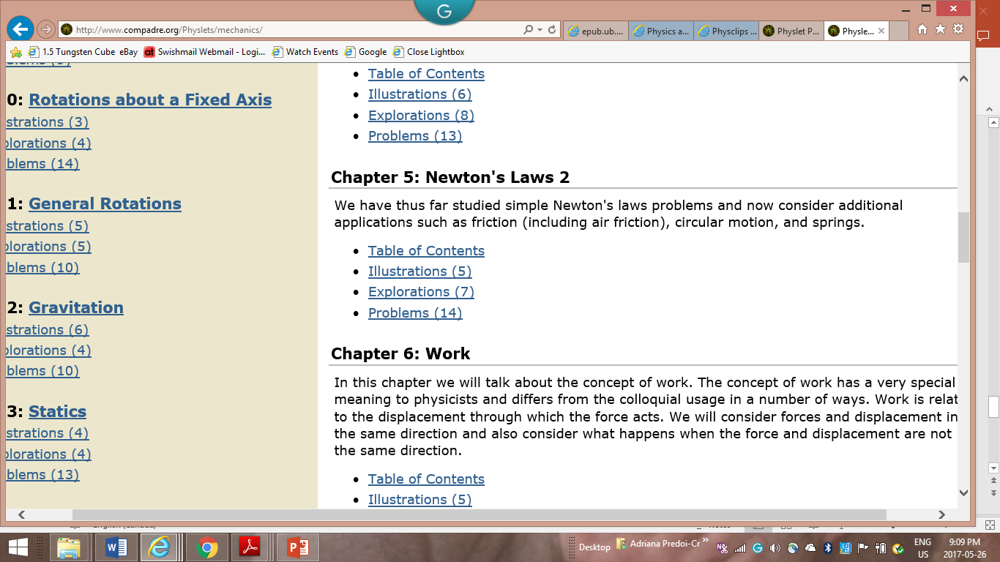 G
http://www.compadre.org/Physlets/mechanics/
epub.ub....
Physics a...
Physclips ...
Physlet P...
Physle...
1.5 Tungsten Cube eBay
Swishmail Webmail - Logi...
Watch Events
Google
Close Lightbox
0: Rotations about a Fixed Axis
strations (3)
plorations (4)
blems (14)
1: General Rotations
strations (5)
plorations (5)
blems (10)
2: Gravitation
strations (6)
plorations (4)
blems (10)
3: Statics
strations (4)
plorations (4)
blems (13)
Table of Contents
Illustrations (6)
Explorations (8)
Problems (13)
Chapter 5: Newton's Laws 2
We have thus far studied simple Newton's laws problems and now consider additional
applications such as friction (including air friction), circular motion, and springs.
Table of Contents
Illustrations (5)
Explorations (7)
Problems (14)
Chapter 6: Work
In this chapter we will talk about the concept of work. The concept of work has a very special
meaning to physicists and differs from the colloquial usage in a number of ways. Work is relat
to the displacement through which the force acts. We will consider forces and displacement in
the same direction and also consider what happens when the force and displacement are not
the same direction.
Table of Contents
Illustrations (5)
Desktop
Adriana Predoi-Cr
ENG
US
9:09 PM
2017-05-26